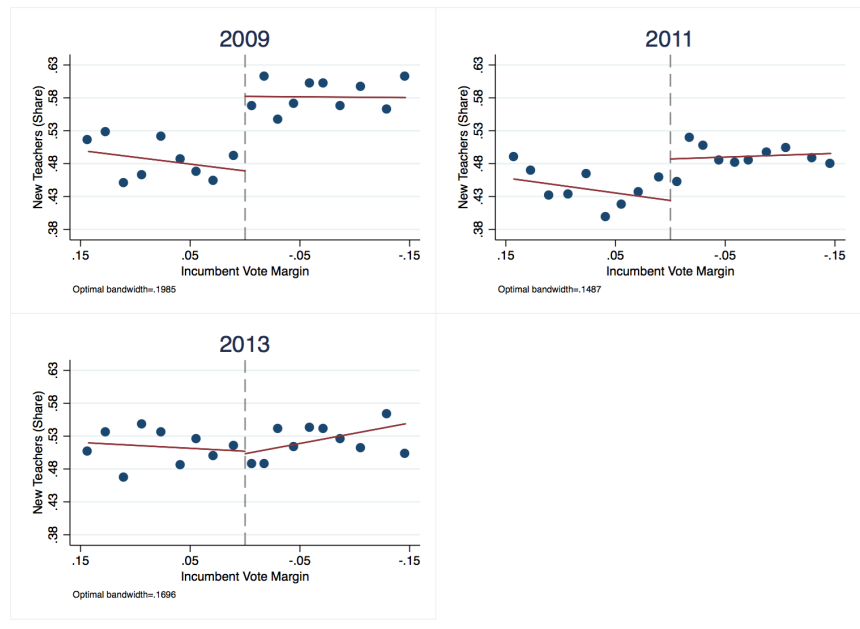 2009
New Teachers (Share)
.63
.58
.53
.48
.43
.38
.15 .05 -.05 -.15
Incumbent Vote Margin
Optimal bandwidth=.1985
2011
New Teachers (Share)
.63
.58
.53
.48
.43
.38
.15 .05 -.05 -.15
Incumbent Vote Margin
Optimal bandwidth=.1487
2013
New Teachers (Share)
.63
.58
.53
.48
.43
.38
.15 .05 -.05 -.15
Incumbent Vote Margin
Optimal bandwidth=.1696